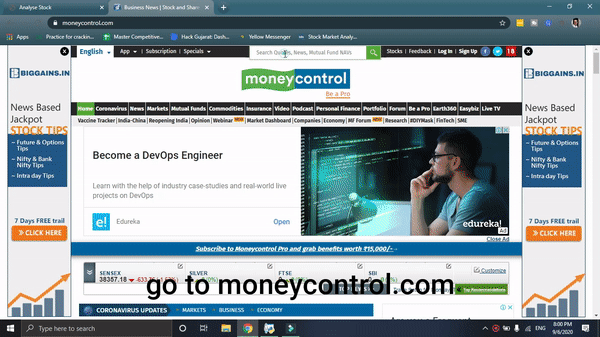 Analyse Stock
Business News | Stock and Share
moneycontrol.com
Apps
Practice for crackin...
Master Competitive...
Hack Gujarat: Dash...
Yellow Messenger
Stock Market Analy...
English
App
Specials
Subscription
Search Quotes, News, Mutual Fund NAVs
Stocks
Feedback
Log In
Sign Up
18
moneycontrol
Be a Pro
BIGGAINS.IN
News Based
Jackpot
STOCK TIPS
- Future & Options
Tips
- Nifty & Bank
Nifty Tips
- Intra day Tips
7 Days FREE trail
CLICK HERE
Home Coronavirus News Markets Mutual Funds Commodities Insurance Video Podcast Personal Finance Portfolio Forum Be a Pro Earth360 Easybiz Live TV
Vaccine Tracker | India-China | Reopening India | Opinion | Webinar | Market Dashboard | Companies | Economy | MF Forum | Research | #DIYMask | FinTech | SME
Become a DevOps Engineer
Learn with the help of industry case-studies and real-world live
projects on DevOps
e!
Edureka
Open
edureka!
Ad
Close Ad
BIGGAINS.IN
News Based
Jackpot
STOCK TIPS
- Future & Options
Tips
- Nifty & Bank
Nifty Tips
- Intra day Tips
7 Days FREE trail
CLICK HERE
Subscribe to Moneycontrol Pro and grab benefits worth ₹15,000/-
SENSEX
SILVER
FTSE
SBI
Customize
go to moneycontrol.com.
CORONAVIRUS UPDATES
MARKETS
BUSINESS
ECONOMY
Type here to search
ENG
8:00 PM
9/6/2020